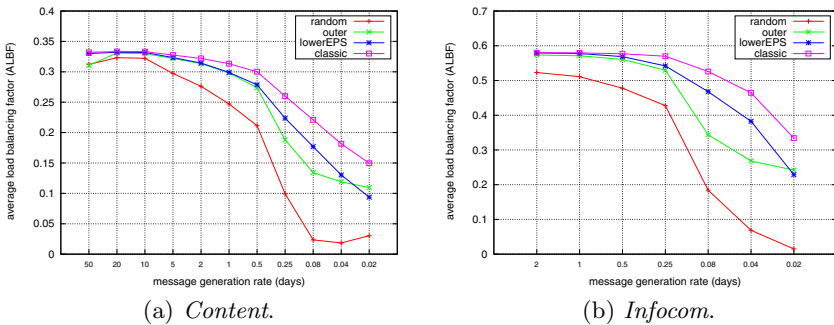 random
outer
lowerEPS
classic
average load balancing factor (ALBF)
0.4
0.35
0.3
0.25
0.2
0.15
0.1
0.05
0
50 20 10 5 2 1 0.5 0.25 0.08 0.04 0.02
message generation rate (days)
(a) Content.
random
outer
lowerEPS
classic
average load balancing factor (ALBF)
0.7
0.6
0.5
0.4
0.3
0.2
0.1
0
2 1 0.5 0.25 0.08 0.04 0.02
message generation rate (days)
(b) Infocom.